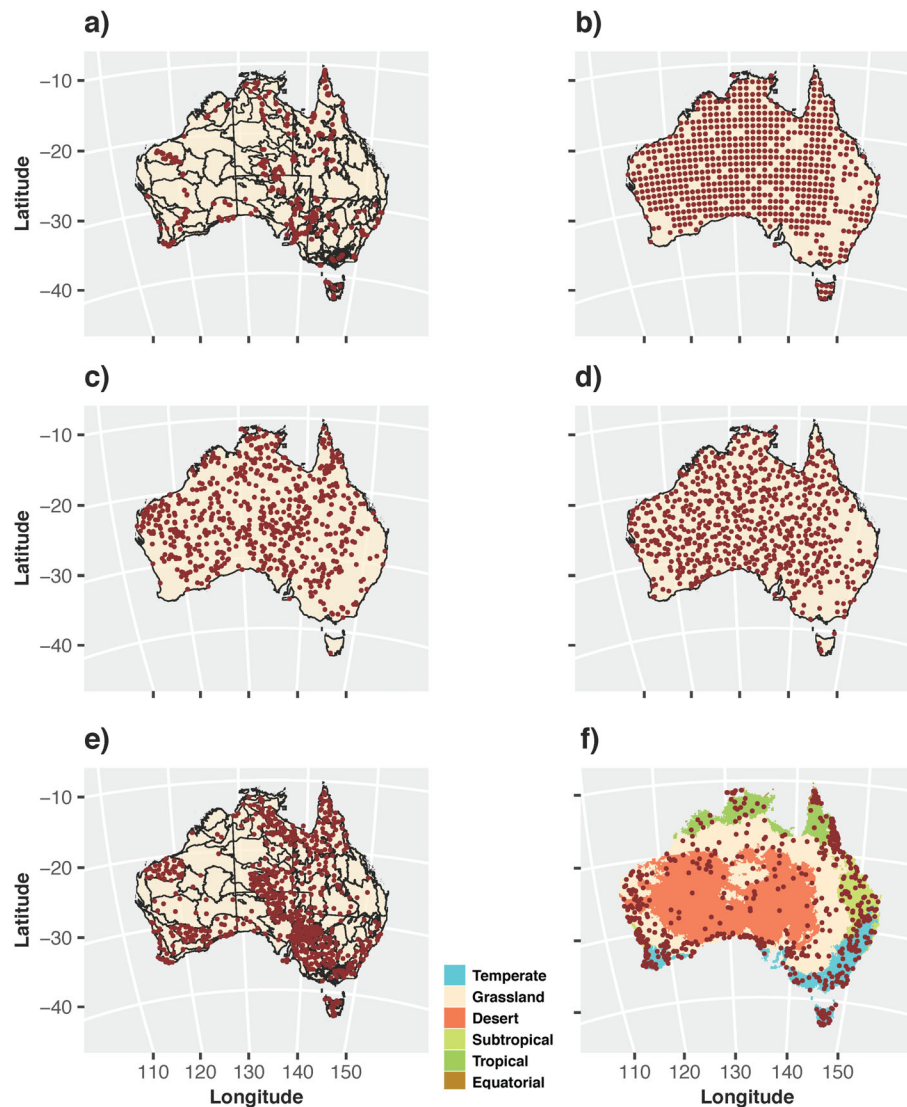 a)
b)
−10
−20
−30
−40
Latitude
c)
d)
−10
−20
−30
−40
Latitude
e)
f)
−10
−20
−30
−40
Latitude
110 120 130 140 150
Longitude
Temperate
Grassland
Desert
Subtropical
Tropical
Equatorial
110 120 130 140 150
Longitude